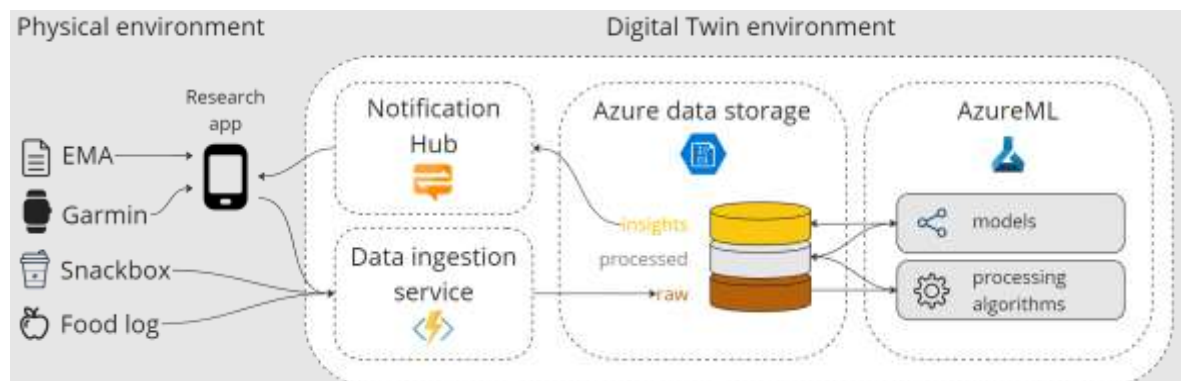 Physical environment
Digital Twin environment
Research
app
EMA
Garmin
Snackbox
Food log
Notification
Hub
Data ingestion
service
Azure data storage
insights
processed
raw
AzureML
models
processing
algorithms